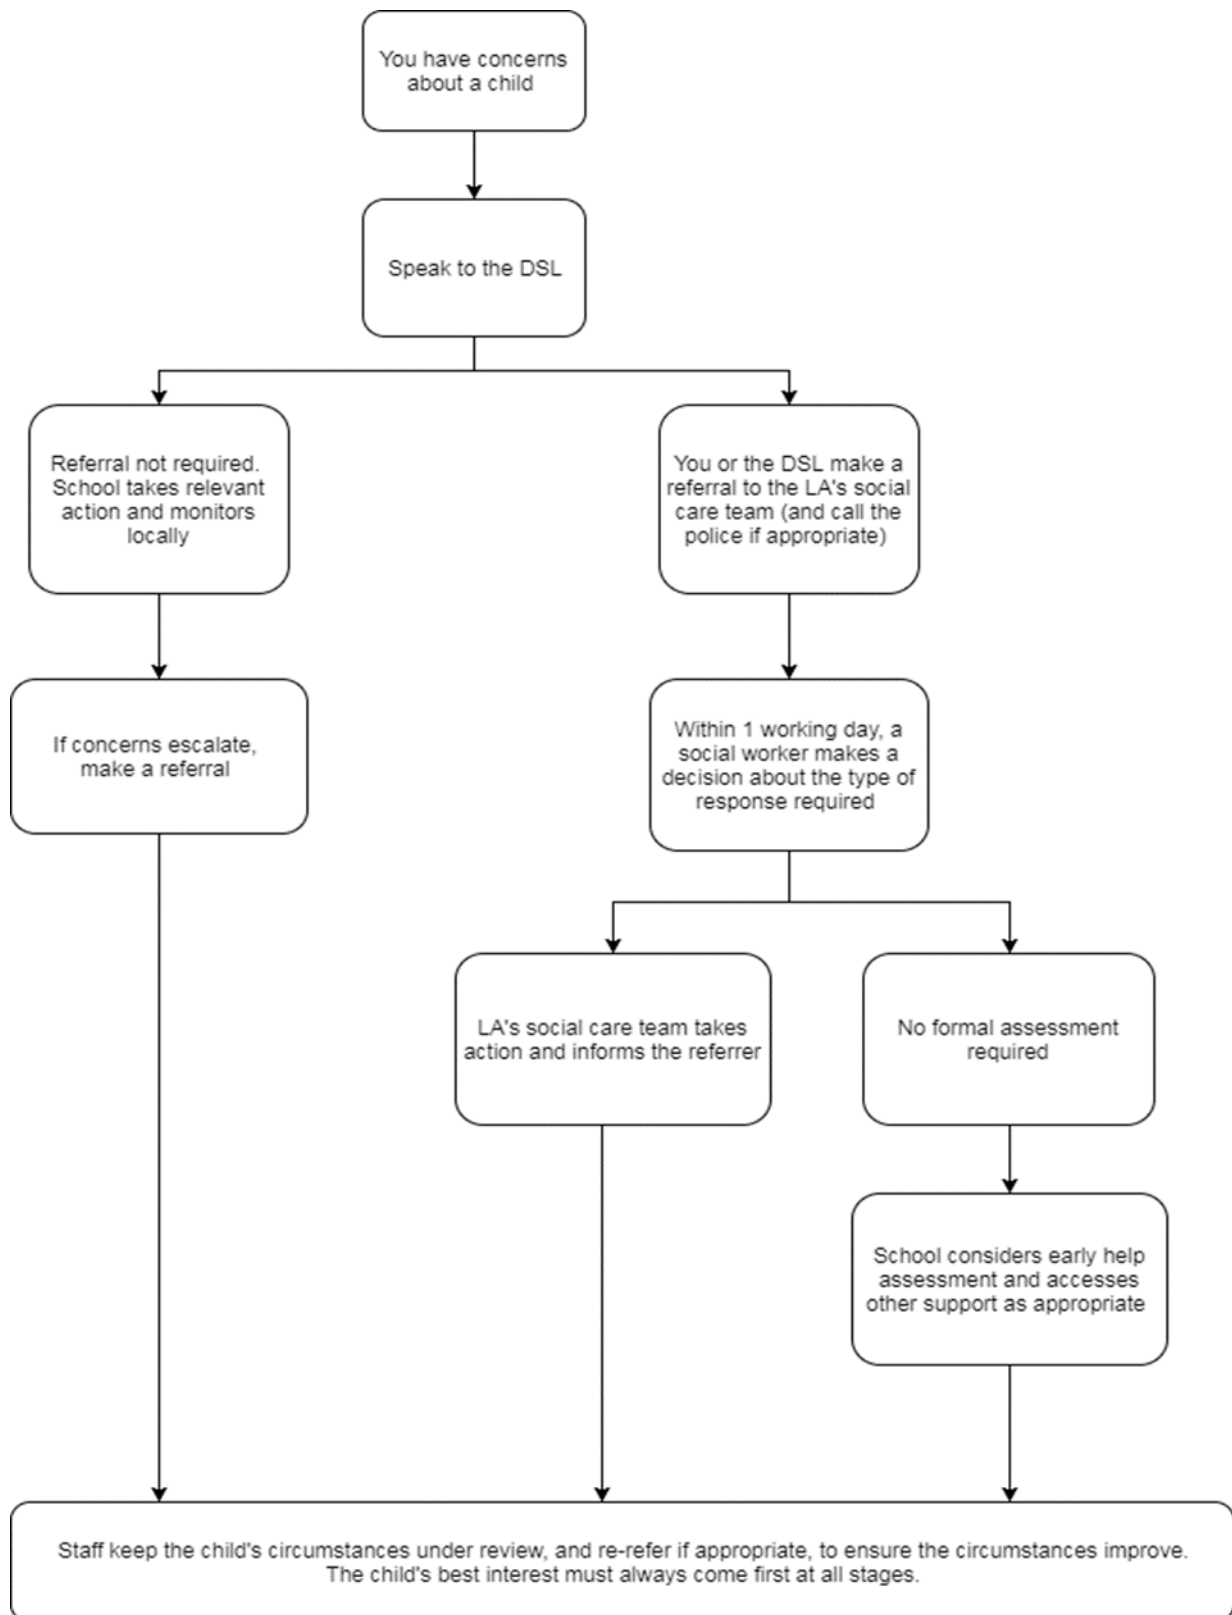 You have concerns
about a child
Speak to the DSL
Referral not required.
School takes relevant
action and monitors
locally
You or the DSL make a
referral to the LA's social
care team (and call the
police if appropriate)
If concerns escalate,
make a referral
Within 1 working day, a
social worker makes a
decision about the type of
response required
LA's social care team takes
action and informs the referrer
No formal assessment
required
School considers early help
assessment and accesses
other support as appropriate
Staff keep the child's circumstances under review, and re-refer if appropriate, to ensure the circumstances improve.
The child's best interest must always come first at all stages.